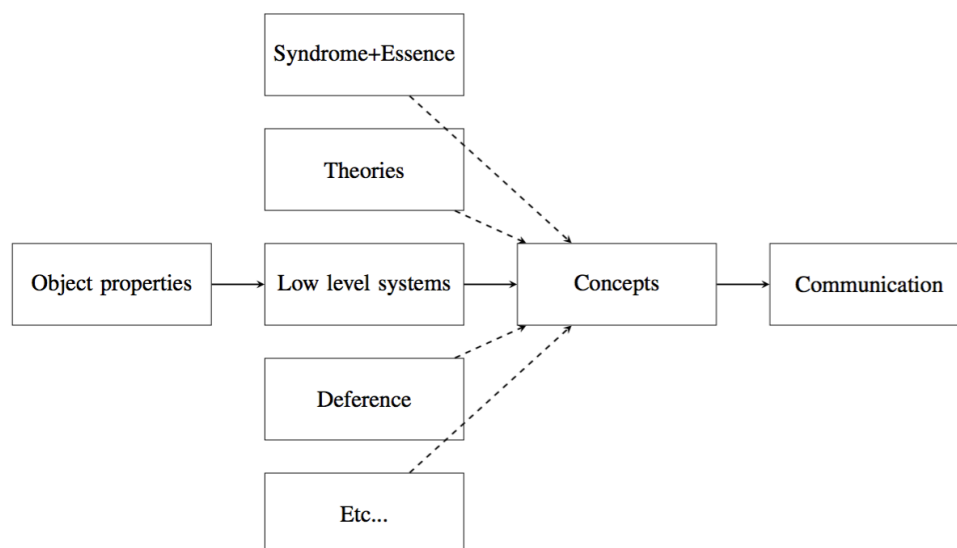 Syndrome+Essence
Theories
Object properties
Low level systems
Concepts
Communication
Deference
Etc...